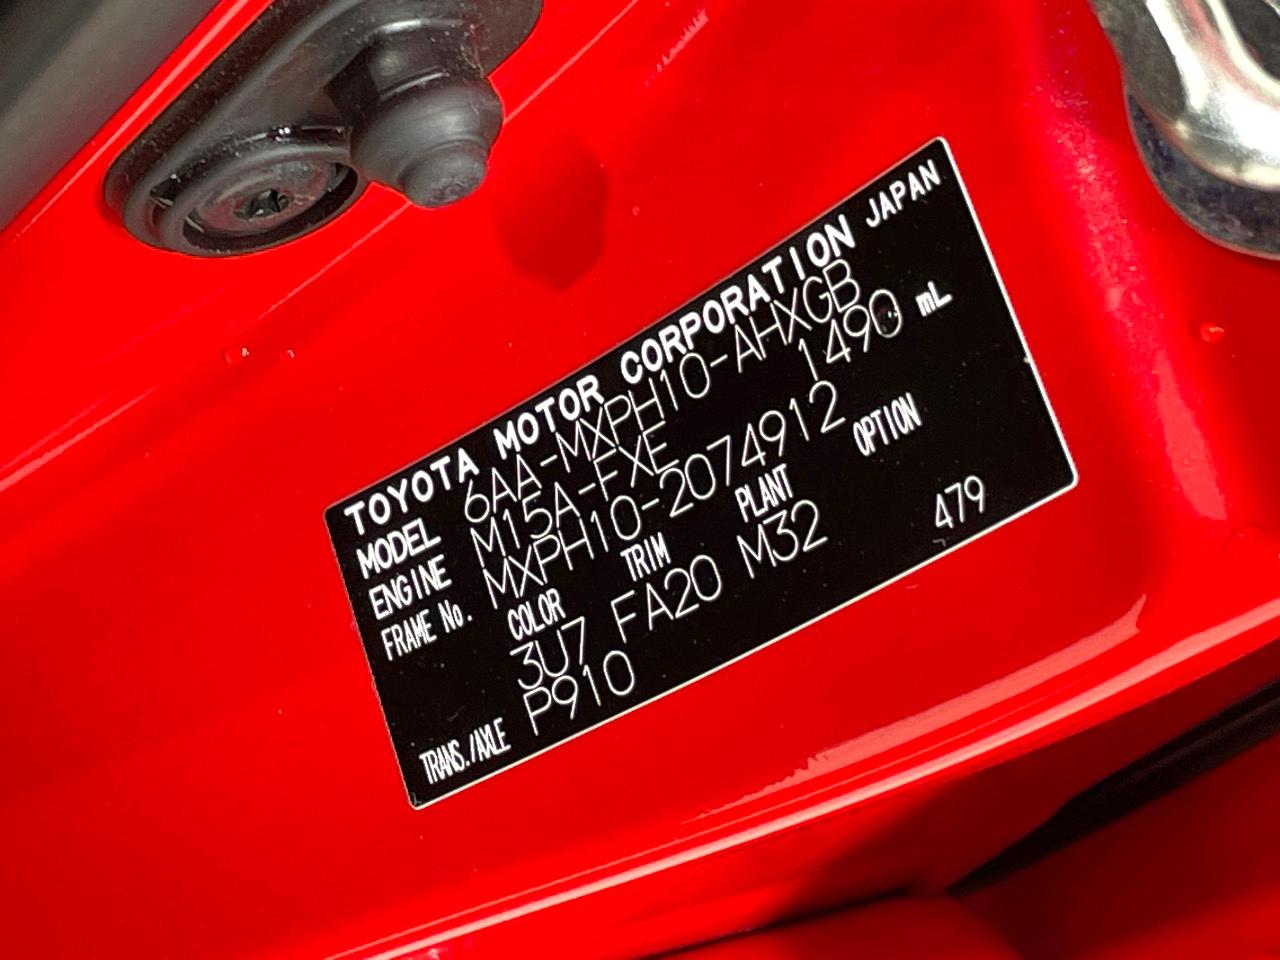 TOYOTA MOTOR CORPORATION JAPAN
MODEL 6AA-MXPH10-AHXGB
ENGINE M15A-FXE 1490 mL
FRAME No. MXPH10-2074912
COLOR TRIM PLANT OPTION
3U7 FA20 M32 479
TRANS./AXLE P910